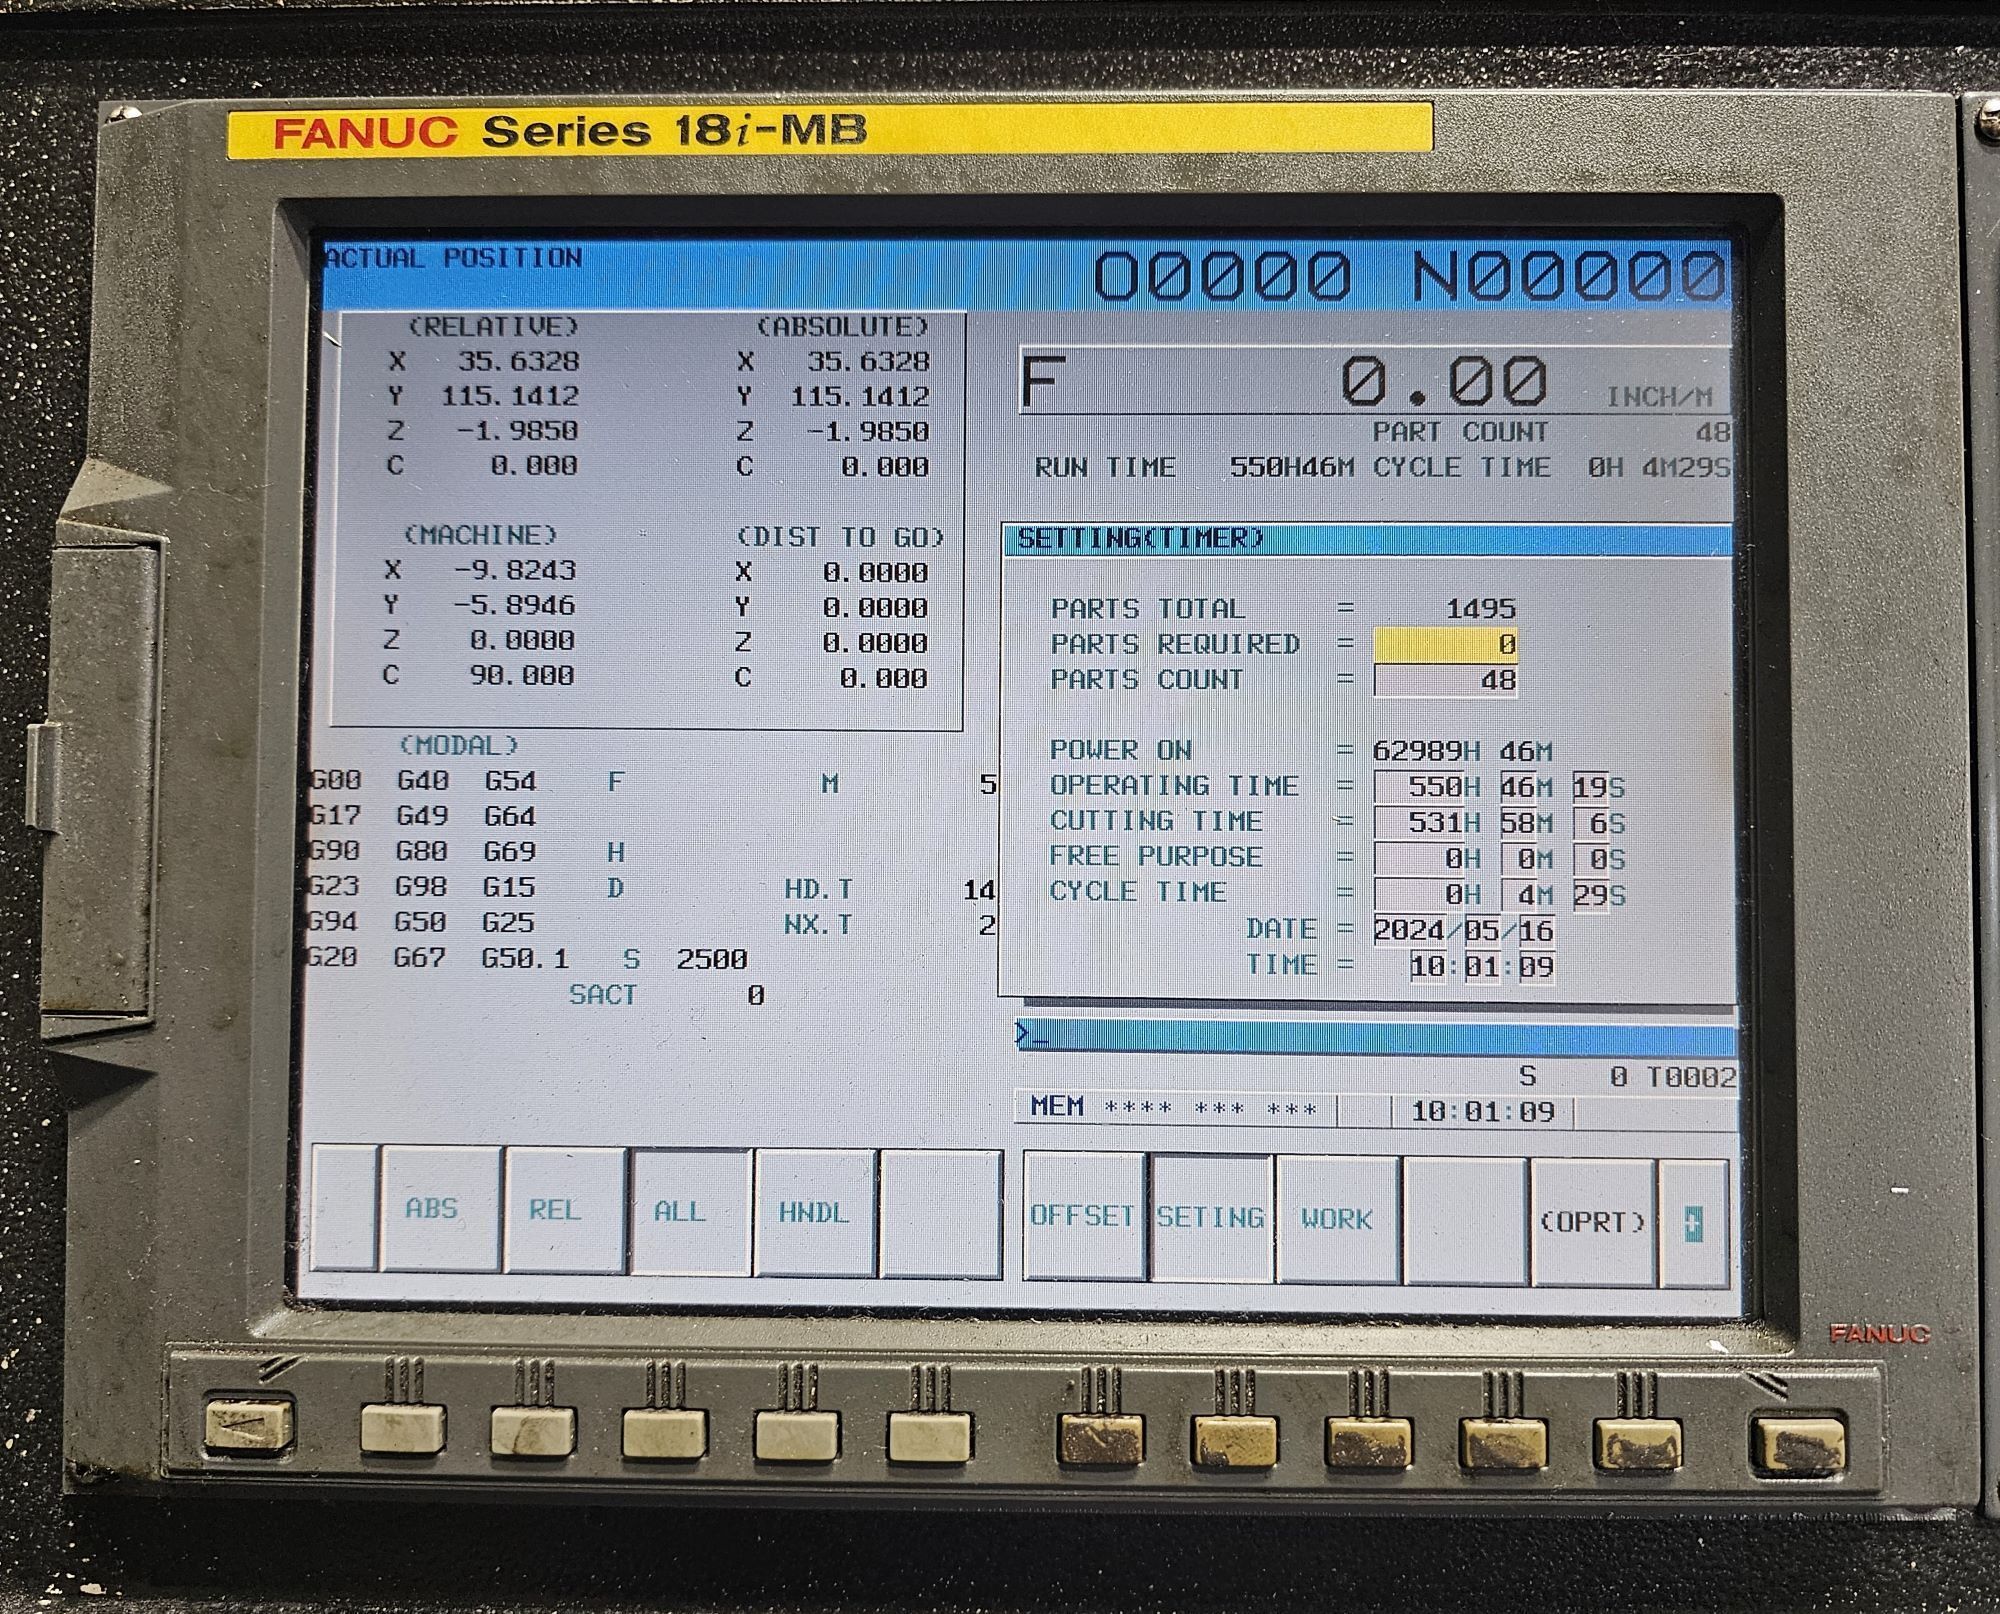 FANUC Series 18i-MB
ACTUAL POSITION O0000 N00000
(RELATIVE) (ABSOLUTE)
X 35.6328 X 35.6328
Y 115.1412 Y 115.1412
Z -1.9850 Z -1.9850
C 0.000 C 0.000
(MACHINE) (DIST TO GO)
X -9.8243 X 0.0000
Y -5.8946 Y 0.0000
Z 0.0000 Z 0.0000
C 90.000 C 0.000
(MODAL)
G00 G40 G54 F M 5
G17 G49 G64
G90 G80 G69 H
G23 G98 G15 D HD.T 14
G94 G50 G25 NX.T 2
G20 G67 G50.1 S 2500
SACT 0
F 0.00 INCH/M
PART COUNT 48
RUN TIME 550H46M CYCLE TIME 0H 4M29S
SETTING(TIMER)
PARTS TOTAL = 1495
PARTS REQUIRED = 0
PARTS COUNT = 48
POWER ON = 62989H 46M
OPERATING TIME = 550H 46M 19S
CUTTING TIME = 531H 58M 6S
FREE PURPOSE = 0H 0M 0S
CYCLE TIME = 0H 4M 29S
DATE = 2024/05/16
TIME = 10:01:09
>_
S 0 T0002
MEM **** *** *** 10:01:09
ABS REL ALL HNDL OFFSET SETING WORK (OPRT) +
FANUC